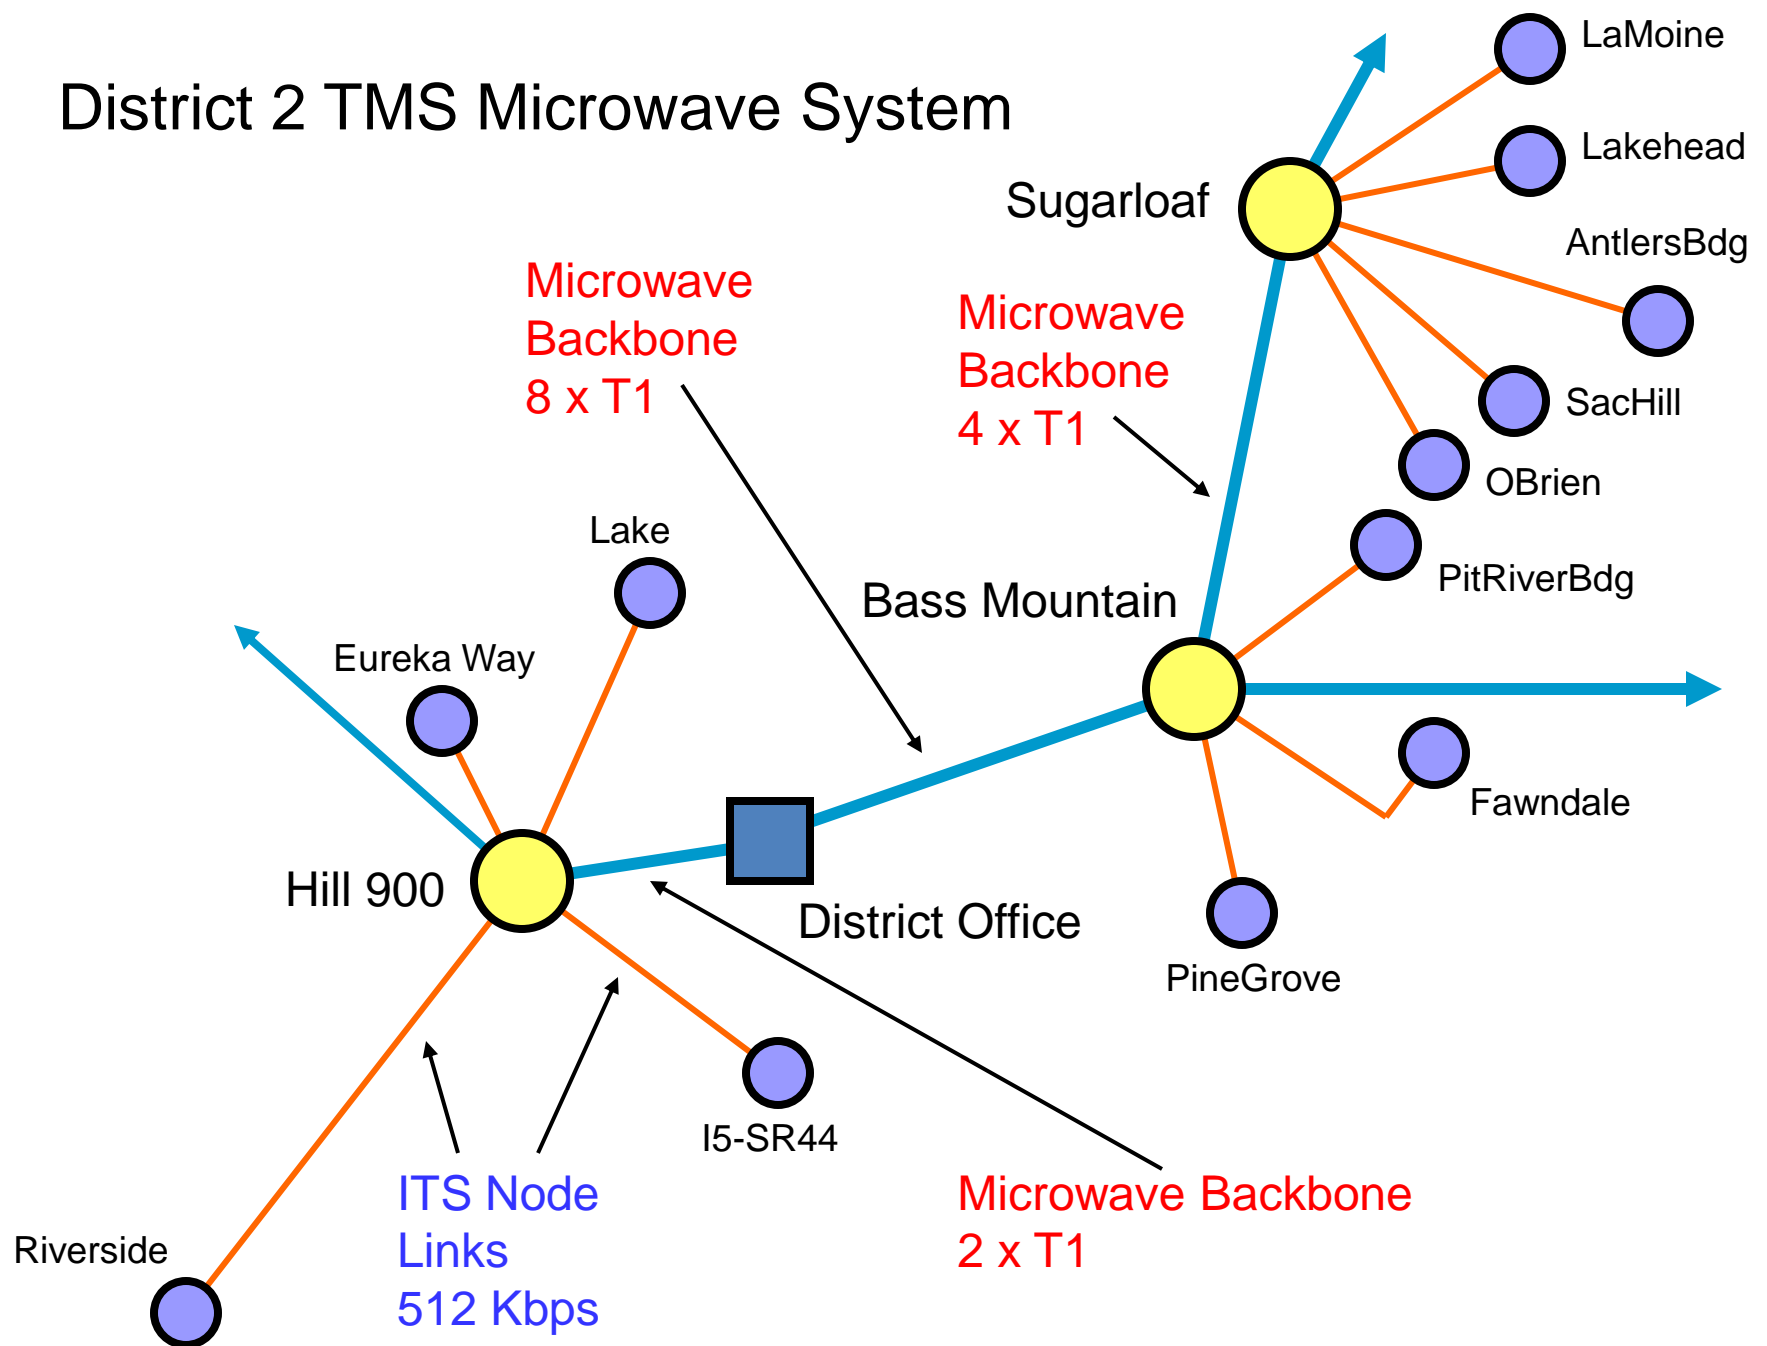 District 2 TMS Microwave System
LaMoine
Lakehead
Sugarloaf
AntlersBdg
Microwave
Backbone
8 x T1
Microwave
Backbone
4 x T1
SacHill
OBrien
Lake
PitRiverBdg
Bass Mountain
Eureka Way
Fawndale
Hill 900
District Office
PineGrove
I5-SR44
ITS Node
Links
512 Kbps
Microwave Backbone
2 x T1
Riverside